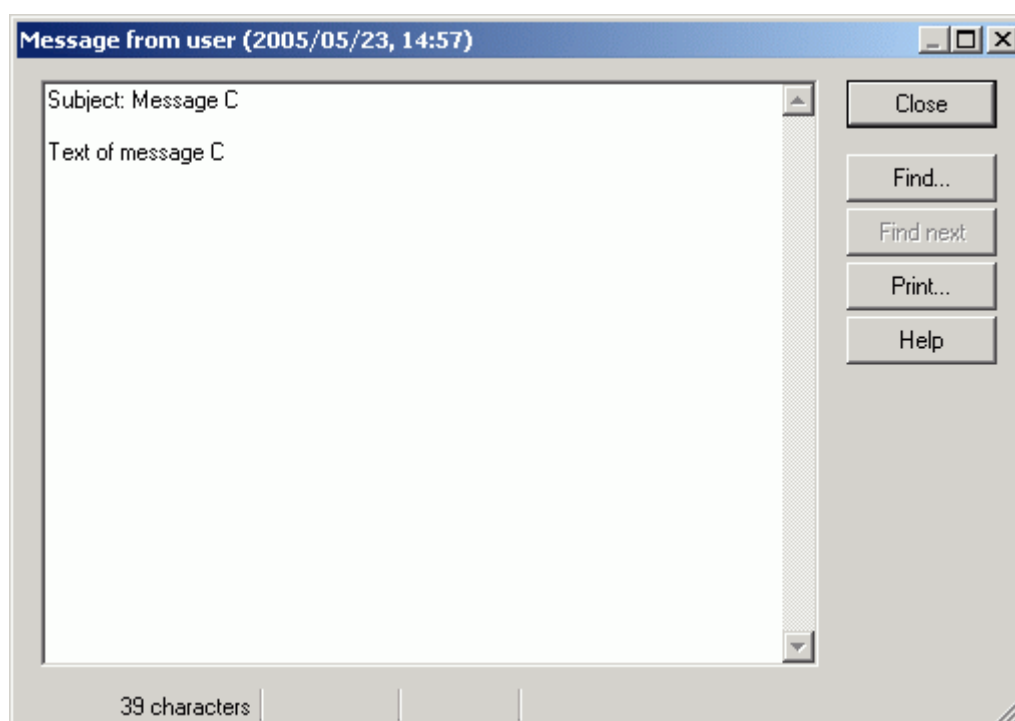 Message from user (2005/05/23, 14:57)
Subject: Message C
Text of message C
Close
Find...
Find next
Print...
Help
39 characters